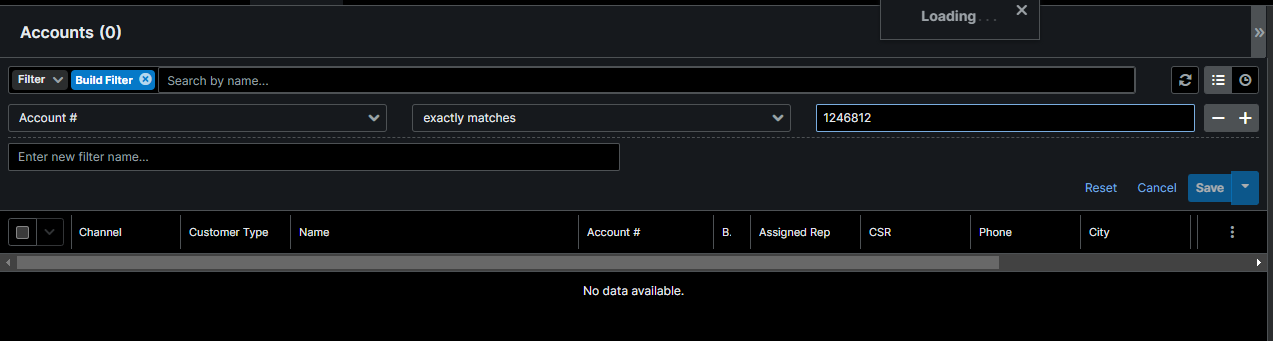 Loading...
Accounts (0)
Filter Build Filter Search by name...
Account # exactly matches 1246812
Enter new filter name...
Reset Cancel Save
Channel Customer Type Name Account # B. Assigned Rep CSR Phone City
No data available.